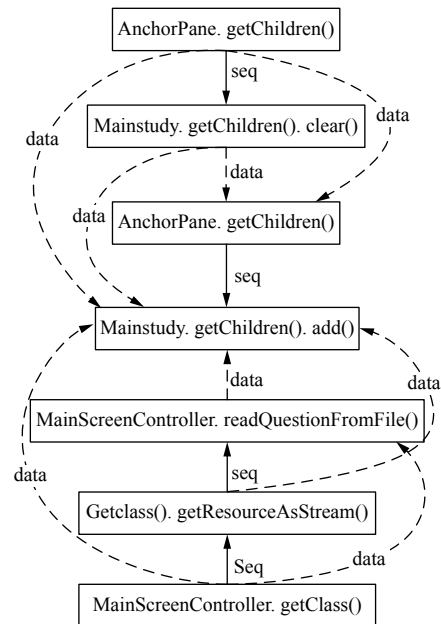 AnchorPane. getChildren()
seq
Mainstudy. getChildren(). clear()
data
data
data
data
AnchorPane. getChildren()
seq
Mainstudy. getChildren(). add()
data
data
MainScreenController. readQuestionFromFile()
data
seq
Getclass(). getResourceAsStream()
Seq
data
MainScreenController. getClass()